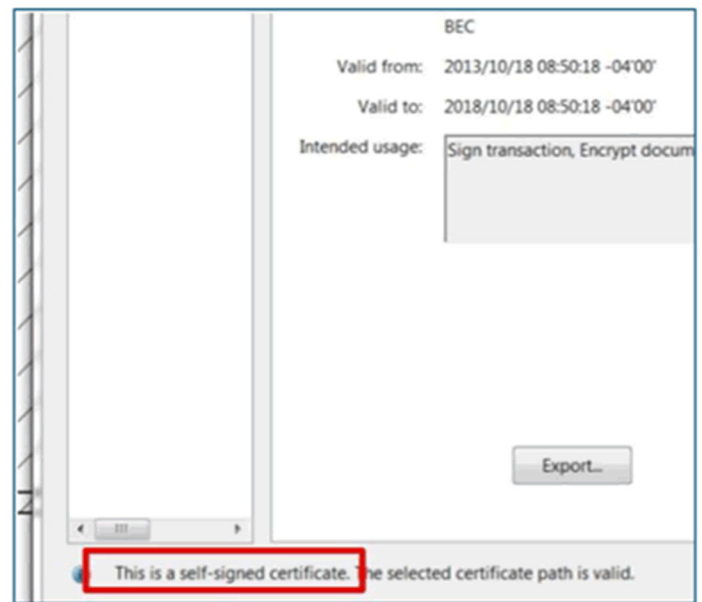 BEC
Valid from: 2013/10/18 08:50:18 -04'00'
Valid to: 2018/10/18 08:50:18 -04'00'
Intended usage: Sign transaction, Encrypt docum
Export...
This is a self-signed certificate. The selected certificate path is valid.